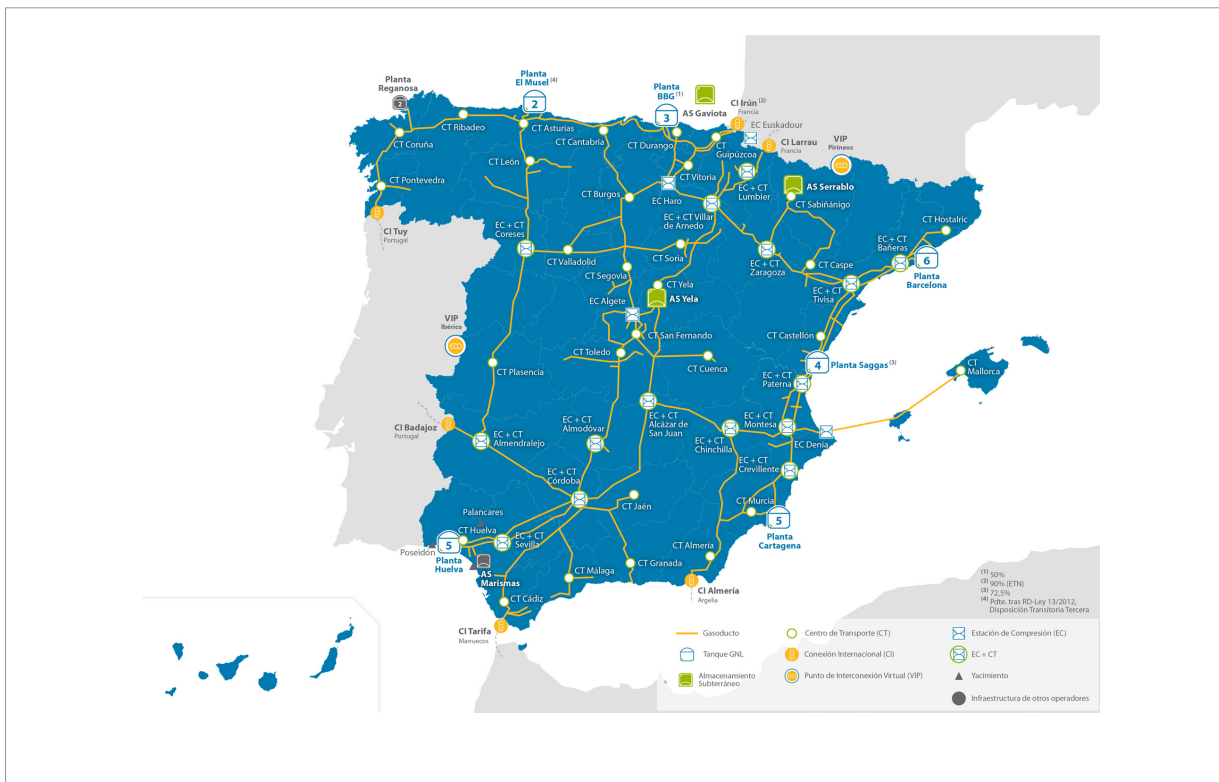 Planta
Reganosa
2
Planta
El Musel (4)
2
Planta
BBG (1)
3
AS Gaviota
CI Irún (2)
Francia
EC Euskadour
CI Larrau
Francia
VIP
Pirineos
CT Ribadeo
CT Asturias
CT Cantabria
CT Durango
CT
Guipúzcoa
CT Coruña
CT León
CT Vitoria
EC + CT
Lumbier
AS Serrablo
CT Sabiñánigo
CT Pontevedra
CT Burgos
EC Haro
EC + CT Villar
de Arnedo
CT Hostalric
CI Tuy
Portugal
EC + CT
Coreses
CT Valladolid
CT Soria
EC + CT
Zaragoza
CT Caspe
EC + CT
Bañeras
6
Planta
Barcelona
CT Segovia
CT Yela
EC + CT
Tivisa
EC Algete
AS Yela
VIP
Ibérico
CT San Fernando
CT Castellón
CT Toledo
CT Cuenca
4
Planta Saggas (3)
CT Plasencia
EC + CT
Paterna
CT
Mallorca
CI Badajoz
Portugal
EC + CT
Almendralejo
EC + CT
Almodóvar
EC + CT
Alcázar de
San Juan
EC + CT
Chinchilla
EC + CT
Montesa
EC Denia
EC + CT
Crevillente
EC + CT
Córdoba
CT Jaén
CT Murcia
5
Planta
Cartagena
Palancares
CT Huelva
EC + CT
Sevilla
Poseidón
5
Planta
Huelva
AS
Marismas
CT Málaga
CT Granada
CT Almería
CI Almería
Argelia
CT Cádiz
CI Tarifa
Marruecos
(1) 50%
(2) 90% (ETN)
(3) 72,5%
(4) Pdte. tras RD-Ley 13/2012,
Disposición Transitoria Tercera
Gasoducto
Centro de Transporte (CT)
Estación de Compresión (EC)
Tanque GNL
Conexión Internacional (CI)
EC + CT
Almacenamiento
Subterráneo
Punto de Interconexión Virtual (VIP)
Yacimiento
Infraestructura de otros operadores